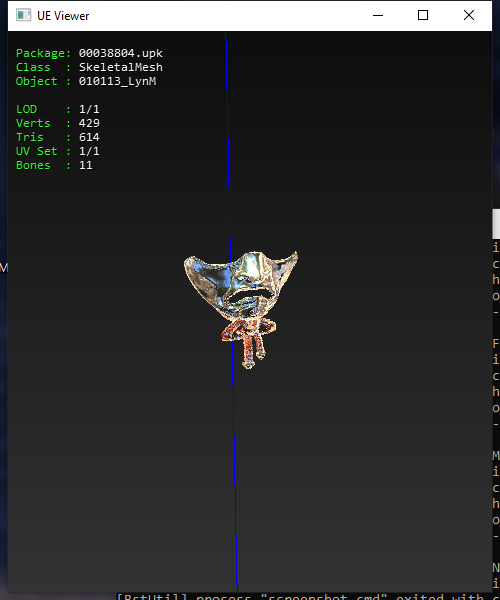 UE Viewer
Package: 00038804.upk
Class : SkeletalMesh
Object : 010113_LynM
LOD : 1/1
Verts : 429
Tris : 614
UV Set : 1/1
Bones : 11
M
i
c
h
o
-
F
i
c
h
o
-
M
i
c
h
o
-
N
i
[BstUtil] process "screenshot.cmd" exited with c